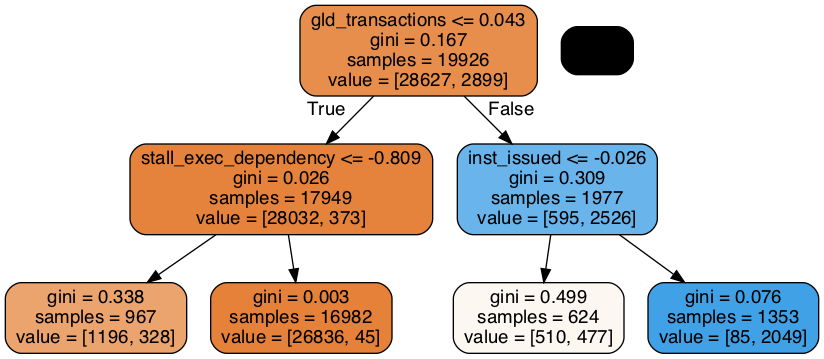 gld_transactions <= 0.043
gini = 0.167
samples = 19926
value = [28627, 2899]
True
False
stall_exec_dependency <= -0.809
gini = 0.026
samples = 17949
value = [28032, 373]
inst_issued <= -0.026
gini = 0.309
samples = 1977
value = [595, 2526]
gini = 0.338
samples = 967
value = [1196, 328]
gini = 0.003
samples = 16982
value = [26836, 45]
gini = 0.499
samples = 624
value = [510, 477]
gini = 0.076
samples = 1353
value = [85, 2049]